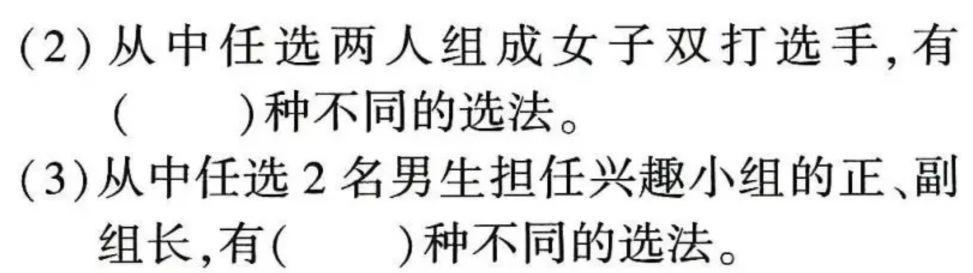 (2)从中任选两人组成女子双打选手,有
(  )种不同的选法。
(3)从中任选2名男生担任兴趣小组的正、副
组长,有(  )种不同的选法。